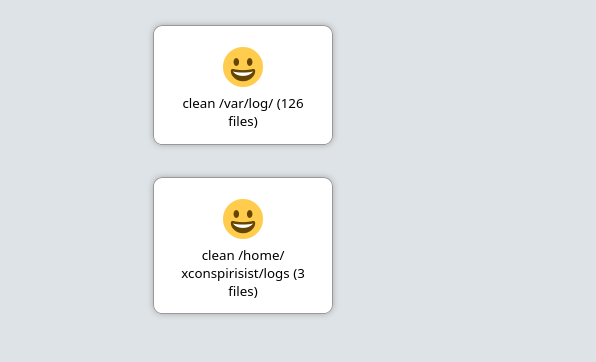 clean /var/log/ (126
files)
clean /home/
xconspirisist/logs (3
files)